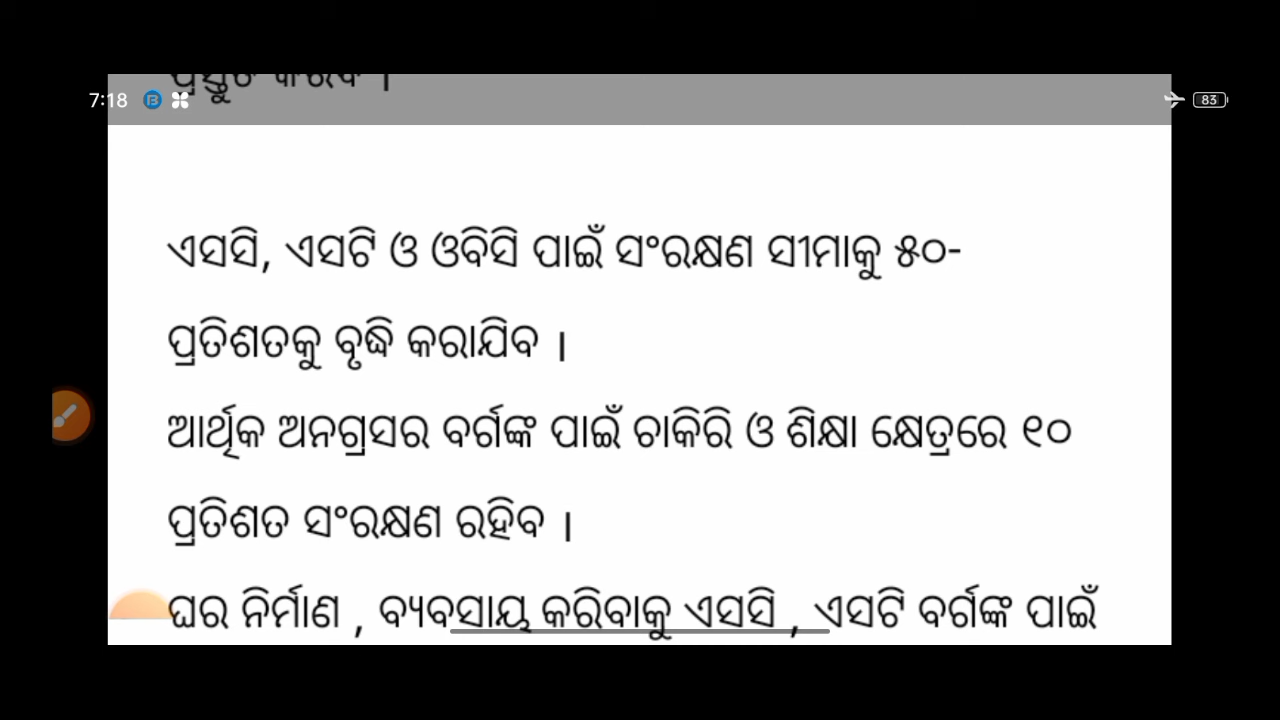 7:18
83
ଏସସି, ଏସଟି ଓ ଓବିସି ପାଇଁ ସଂରକ୍ଷଣ ସୀମାକୁ ୫୦-
ପ୍ରତିଶତକୁ ବୃଦ୍ଧି କରାଯିବ ।
ଆର୍ଥିକ ଅନଗ୍ରସର ବର୍ଗଙ୍କ ପାଇଁ ଚାକିରି ଓ ଶିକ୍ଷା କ୍ଷେତ୍ରରେ ୧୦
ପ୍ରତିଶତ ସଂରକ୍ଷଣ ରହିବ ।
ଘର ନିର୍ମାଣ , ବ୍ୟବସାୟ କରିବାକୁ ଏସସି , ଏସଟି ବର୍ଗଙ୍କ ପାଇଁ